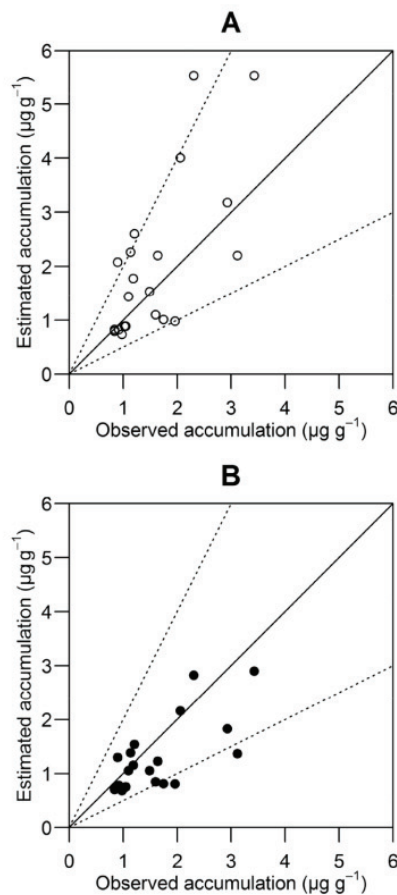 A
6
5
4
3
2
1
0
Estimated accumulation (µg g⁻¹)
0 1 2 3 4 5 6
Observed accumulation (µg g⁻¹)
B
6
5
4
3
2
1
0
Estimated accumulation (µg g⁻¹)
0 1 2 3 4 5 6
Observed accumulation (µg g⁻¹)